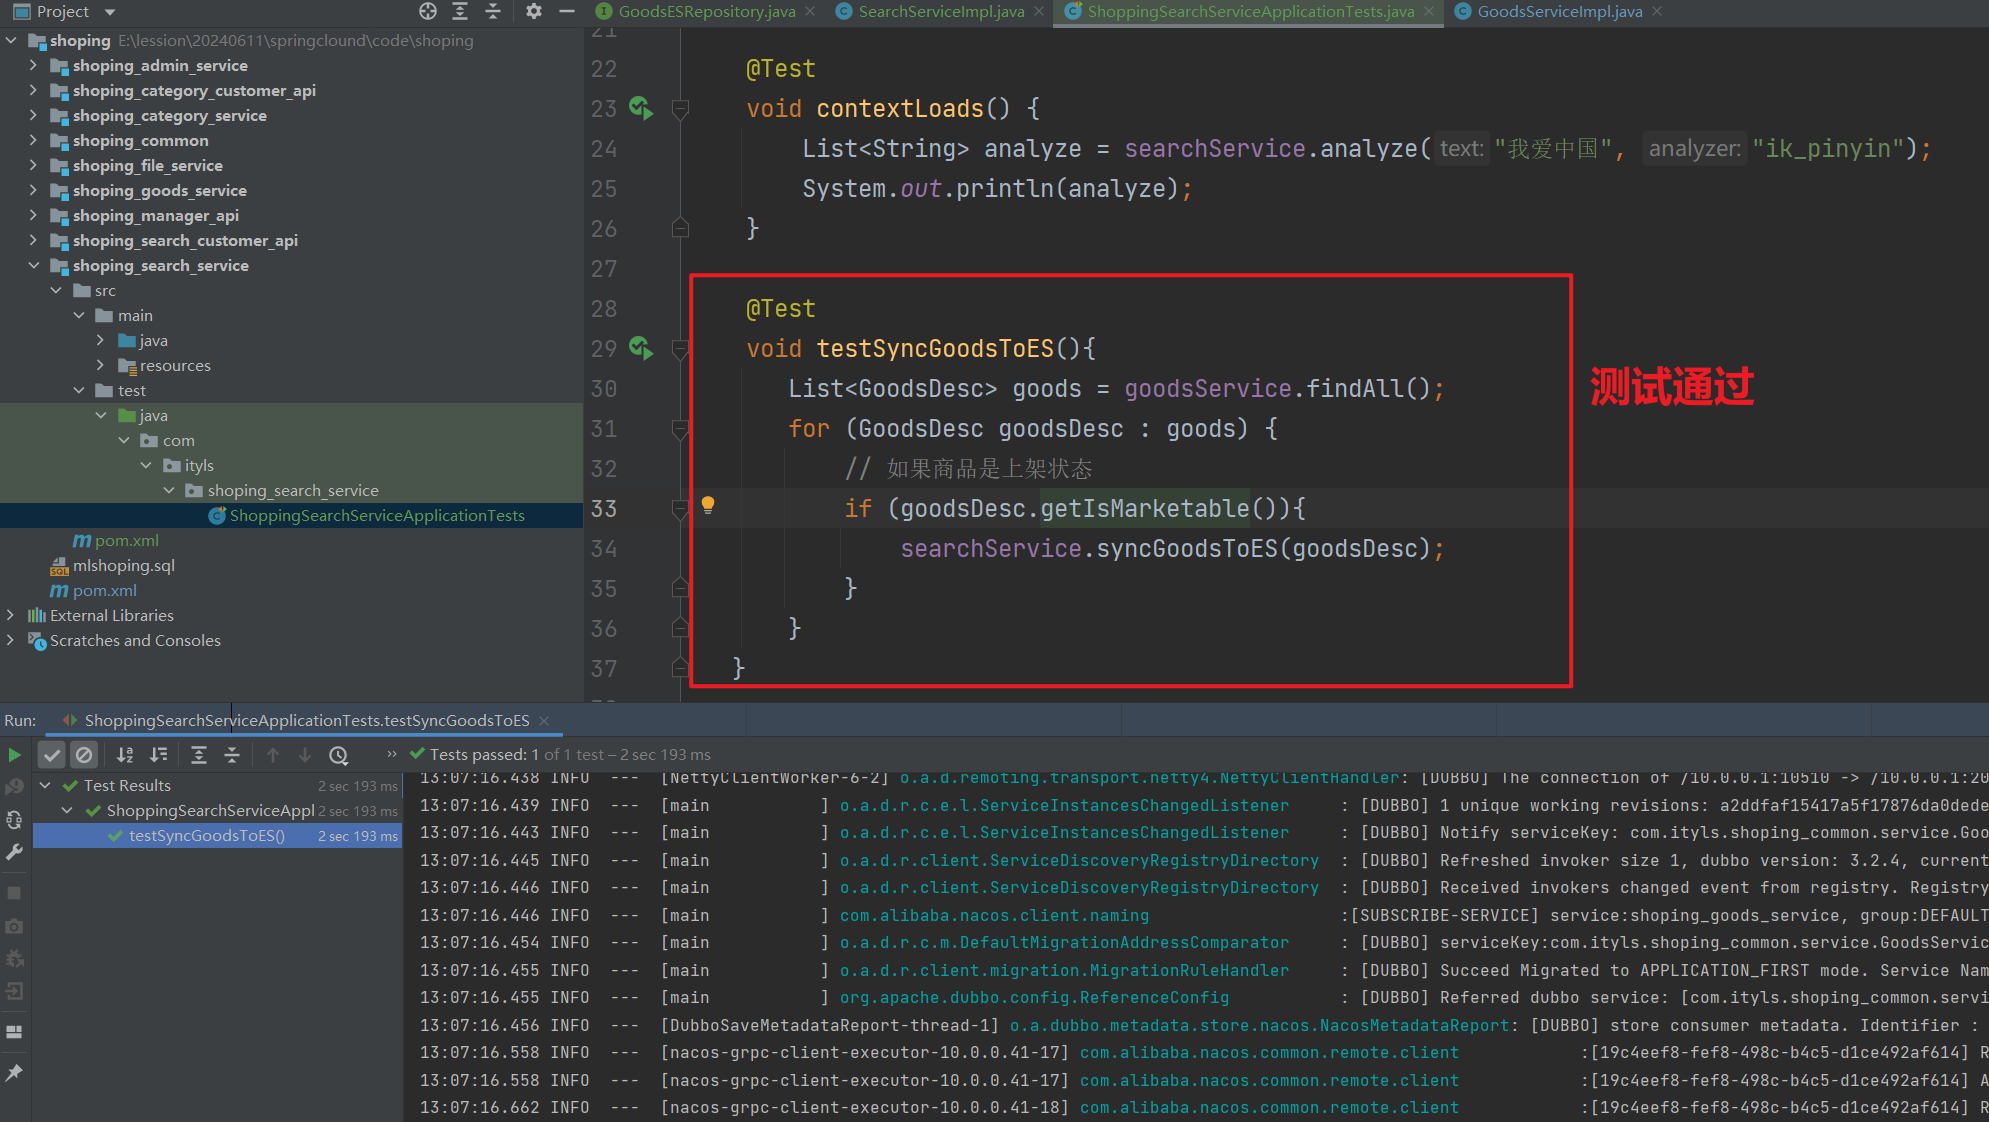 Project
GoodsESRepository.java
SearchServiceImpl.java
ShoppingSearchServiceApplicationTests.java
GoodsServiceImpl.java
shoping E:\lession\20240611\springclound\code\shoping
shoping_admin_service
shoping_category_customer_api
shoping_category_service
shoping_common
shoping_file_service
shoping_goods_service
shoping_manager_api
shoping_search_customer_api
shoping_search_service
src
main
java
resources
test
java
com
ityls
shoping_search_service
ShoppingSearchServiceApplicationTests
pom.xml
mlshoping.sql
pom.xml
External Libraries
Scratches and Consoles
21
22 @Test
23 void contextLoads() {
24 List<String> analyze = searchService.analyze( text: "我爱中国", analyzer: "ik_pinyin");
25 System.out.println(analyze);
26 }
27
28 @Test
29 void testSyncGoodsToES(){
30 List<GoodsDesc> goods = goodsService.findAll();
31 for (GoodsDesc goodsDesc : goods) {
32 // 如果商品是上架状态
33 if (goodsDesc.getIsMarketable()){
34 searchService.syncGoodsToES(goodsDesc);
35 }
36 }
37 }
测试通过
Run: ShoppingSearchServiceApplicationTests.testSyncGoodsToES
Tests passed: 1 of 1 test – 2 sec 193 ms
Test Results 2 sec 193 ms
ShoppingSearchServiceAppl 2 sec 193 ms
testSyncGoodsToES() 2 sec 193 ms
13:07:16.438 INFO --- [NettyClientWorker-6-2] o.a.d.remoting.transport.netty4.NettyClientHandler: [DUBBO] The connection of /10.0.0.1:10510 -> /10.0.0.1:20
13:07:16.439 INFO --- [main ] o.a.d.r.c.e.l.ServiceInstancesChangedListener : [DUBBO] 1 unique working revisions: a2ddfaf15417a5f17876da0dede
13:07:16.443 INFO --- [main ] o.a.d.r.c.e.l.ServiceInstancesChangedListener : [DUBBO] Notify serviceKey: com.ityls.shoping_common.service.Goo
13:07:16.445 INFO --- [main ] o.a.d.r.client.ServiceDiscoveryRegistryDirectory : [DUBBO] Refreshed invoker size 1, dubbo version: 3.2.4, current
13:07:16.446 INFO --- [main ] o.a.d.r.client.ServiceDiscoveryRegistryDirectory : [DUBBO] Received invokers changed event from registry. Registry
13:07:16.446 INFO --- [main ] com.alibaba.nacos.client.naming :[SUBSCRIBE-SERVICE] service:shoping_goods_service, group:DEFAULT
13:07:16.454 INFO --- [main ] o.a.d.r.c.m.DefaultMigrationAddressComparator : [DUBBO] serviceKey:com.ityls.shoping_common.service.GoodsServic
13:07:16.455 INFO --- [main ] o.a.d.r.client.migration.MigrationRuleHandler : [DUBBO] Succeed Migrated to APPLICATION_FIRST mode. Service Nam
13:07:16.455 INFO --- [main ] org.apache.dubbo.config.ReferenceConfig : [DUBBO] Referred dubbo service: [com.ityls.shoping_common.servi
13:07:16.456 INFO --- [DubboSaveMetadataReport-thread-1] o.a.dubbo.metadata.store.nacos.NacosMetadataReport: [DUBBO] store consumer metadata. Identifier :
13:07:16.558 INFO --- [nacos-grpc-client-executor-10.0.0.41-17] com.alibaba.nacos.common.remote.client :[19c4eef8-fef8-498c-b4c5-d1ce492af614] R
13:07:16.558 INFO --- [nacos-grpc-client-executor-10.0.0.41-17] com.alibaba.nacos.common.remote.client :[19c4eef8-fef8-498c-b4c5-d1ce492af614] A
13:07:16.662 INFO --- [nacos-grpc-client-executor-10.0.0.41-18] com.alibaba.nacos.common.remote.client :[19c4eef8-fef8-498c-b4c5-d1ce492af614] R